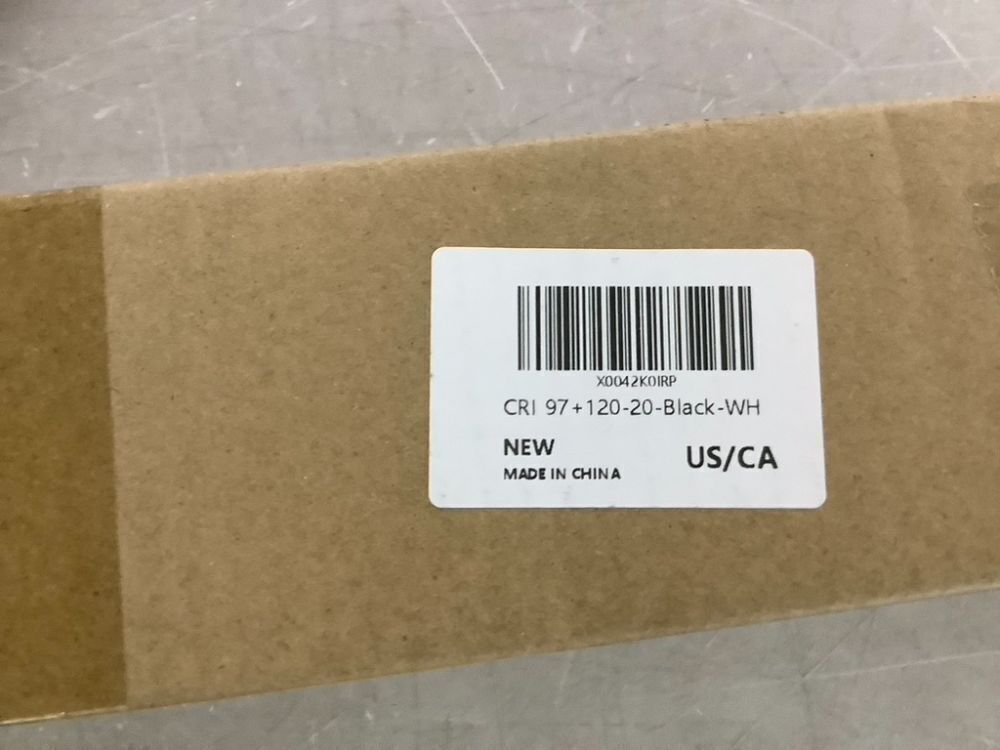 X0042K0IRP
CRI 97+120-20-Black-WH
NEW
US/CA
MADE IN CHINA